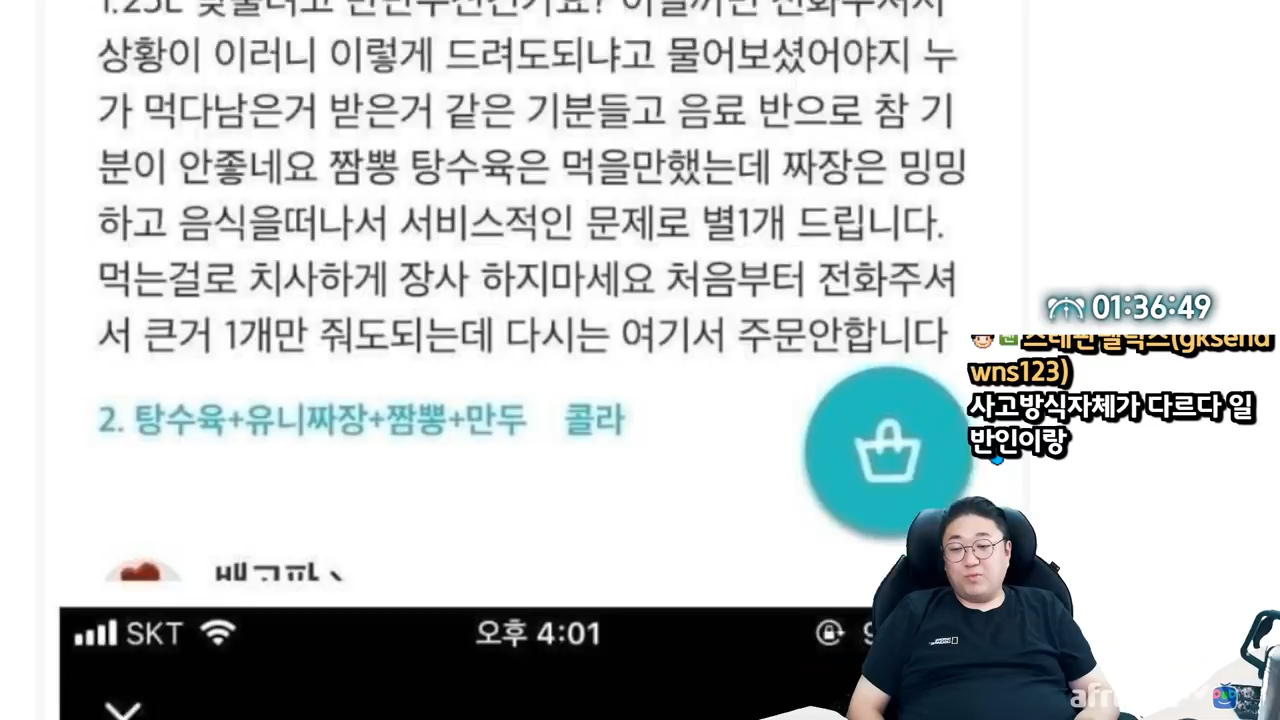 상황이 이러니 이렇게 드려도되냐고 물어보셨어야지 누
가 먹다남은거 받은거 같은 기분들고 음료 반으로 참 기
분이 안좋네요 짬뽕 탕수육은 먹을만했는데 짜장은 밍밍
하고 음식을떠나서 서비스적인 문제로 별1개 드립니다.
먹는걸로 치사하게 장사 하지마세요 처음부터 전화주셔
서 큰거 1개만 줘도되는데 다시는 여기서 주문안합니다
2. 탕수육+유니짜장+짬뽕+만두 콜라
01:36:49
wns123)
사고방식자체가 다르다 일
반인이랑
SKT
오후 4:01